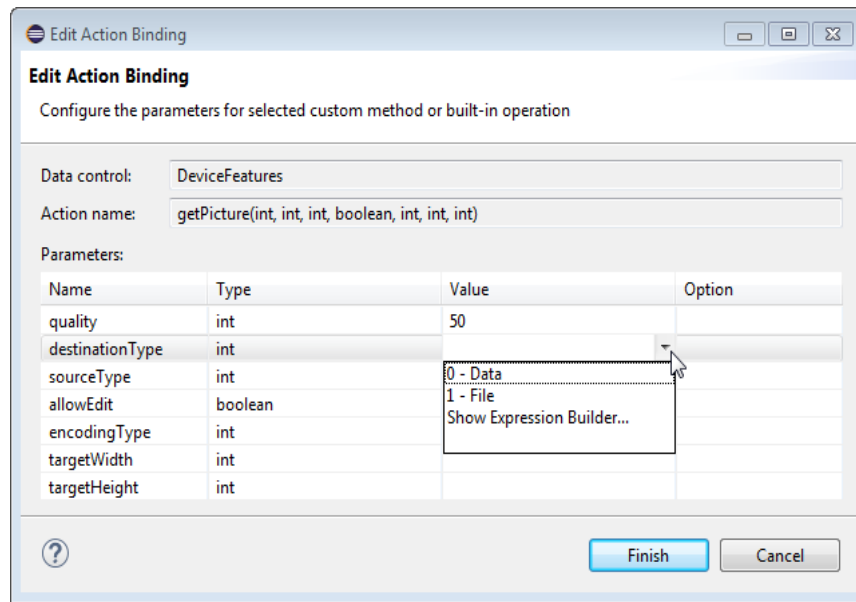 Edit Action Binding
Edit Action Binding
Configure the parameters for selected custom method or built-in operation
Data control: DeviceFeatures
Action name: getPicture(int, int, int, boolean, int, int, int)
Parameters:
Name Type Value Option
quality int 50
destinationType int
0 - Data
sourceType int
1 - File
allowEdit boolean
Show Expression Builder...
encodingType int
targetWidth int
targetHeight int
? Finish Cancel